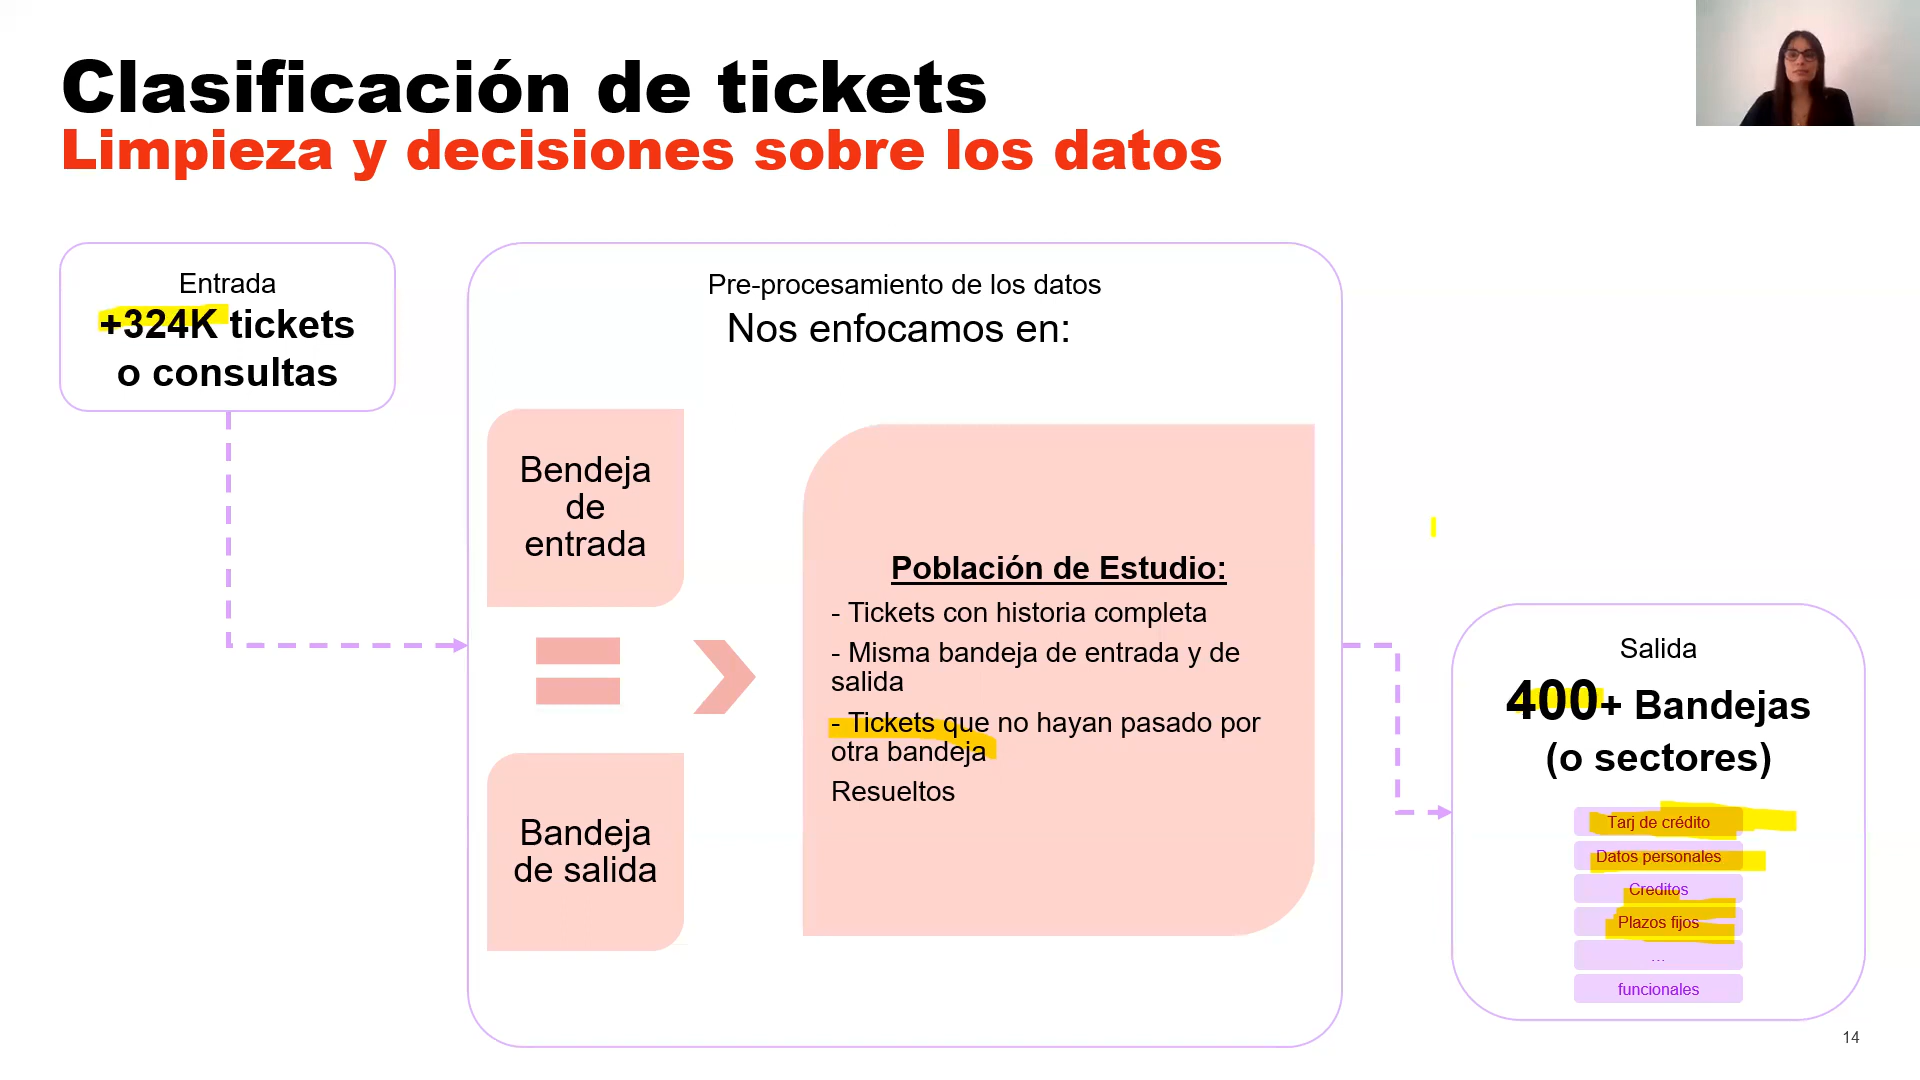 Clasificación de tickets
Limpieza y decisiones sobre los datos
Entrada
+324K tickets
o consultas
Pre-procesamiento de los datos
Nos enfocamos en:
Bendeja
de
entrada
Bandeja
de salida
Población de Estudio:
- Tickets con historia completa
- Misma bandeja de entrada y de
salida
- Tickets que no hayan pasado por
otra bandeja
Resueltos
Salida
400+ Bandejas
(o sectores)
Tarj de crédito
Datos personales
Creditos
Plazos fijos
...
funcionales
14